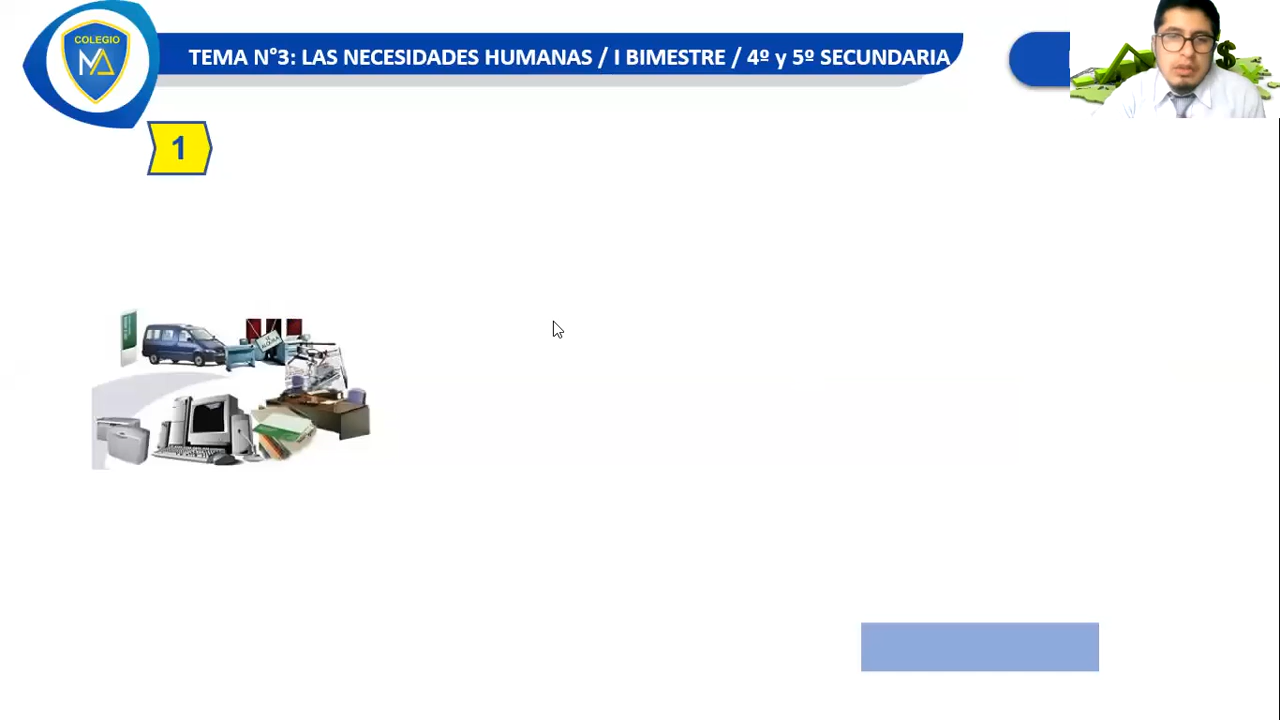 COLEGIO
TEMA N°3: LAS NECESIDADES HUMANAS / I BIMESTRE / 4º y 5º SECUNDARIA
$
1